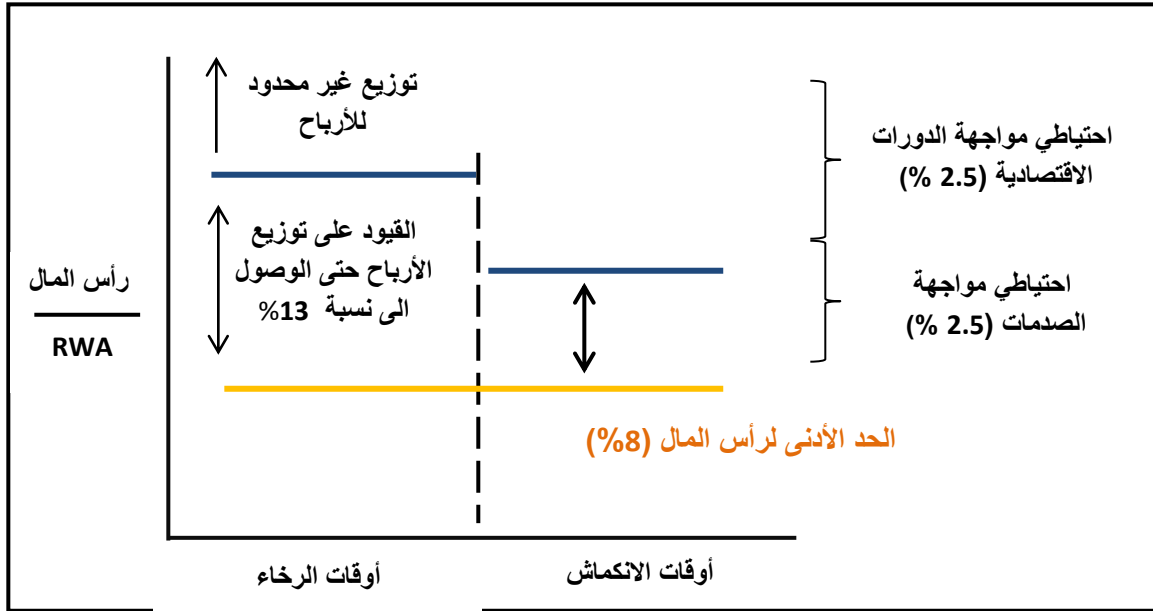 توزيع غير محدود
للأرباح
احتياطي مواجهة الدورات
الاقتصادية (2.5 %)
القيود على توزيع
الأرباح حتى الوصول
الى نسبة 13%
احتياطي مواجهة
الصدمات (2.5 %)
رأس المال
RWA
الحد الأدنى لرأس المال (8%)
أوقات الرخاء
أوقات الانكماش